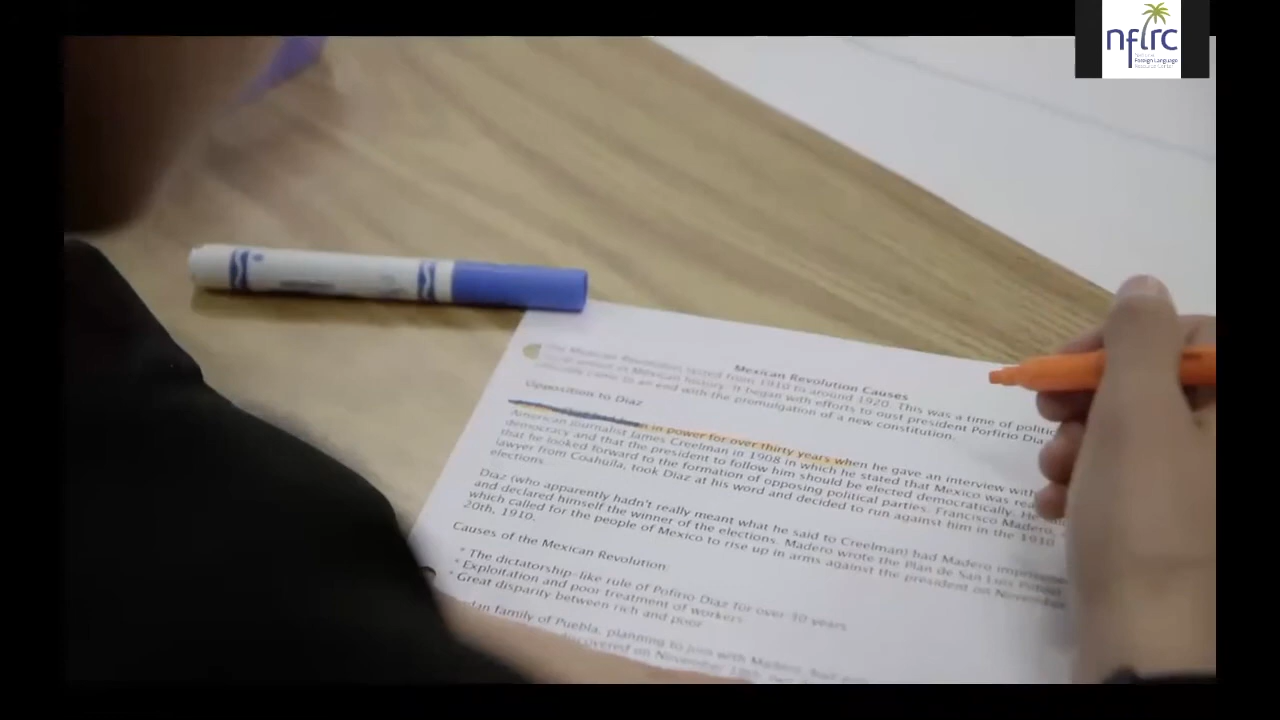 nflrc
Foreign Language
Mexican Revolution Causes
The Mexican Revolution lasted from 1910 to around 1920. This was a time of
in Mexican history. It began with efforts to oust president Porfirio Diaz
come to an end with the promulgation of a new constitution.
Opposition to Diaz
in power for over thirty years when he gave an interview with
American journalist James Creelman in 1908 in which he stated that Mexico was
democracy and that the president to follow him should be elected democratically. He
that he looked forward to the formation of opposing political parties. Francisco Madero,
lawyer from Coahuila, took Diaz at his word and decided to run against him in the 1910
elections.
Diaz (who apparently hadn't really meant what he said to Creelman) had Madero
and declared himself the winner of the elections. Madero wrote the Plan de San Luis Potosi
which called for the people of Mexico to rise up in arms against the president on November
20th, 1910.
Causes of the Mexican Revolution:
* The dictatorship-like rule of Pofirio Diaz for over 30 years
* Exploitation and poor treatment of workers
* Great disparity between rich and poor
family of Puebla, planning to join with Madero, had
discovered on November